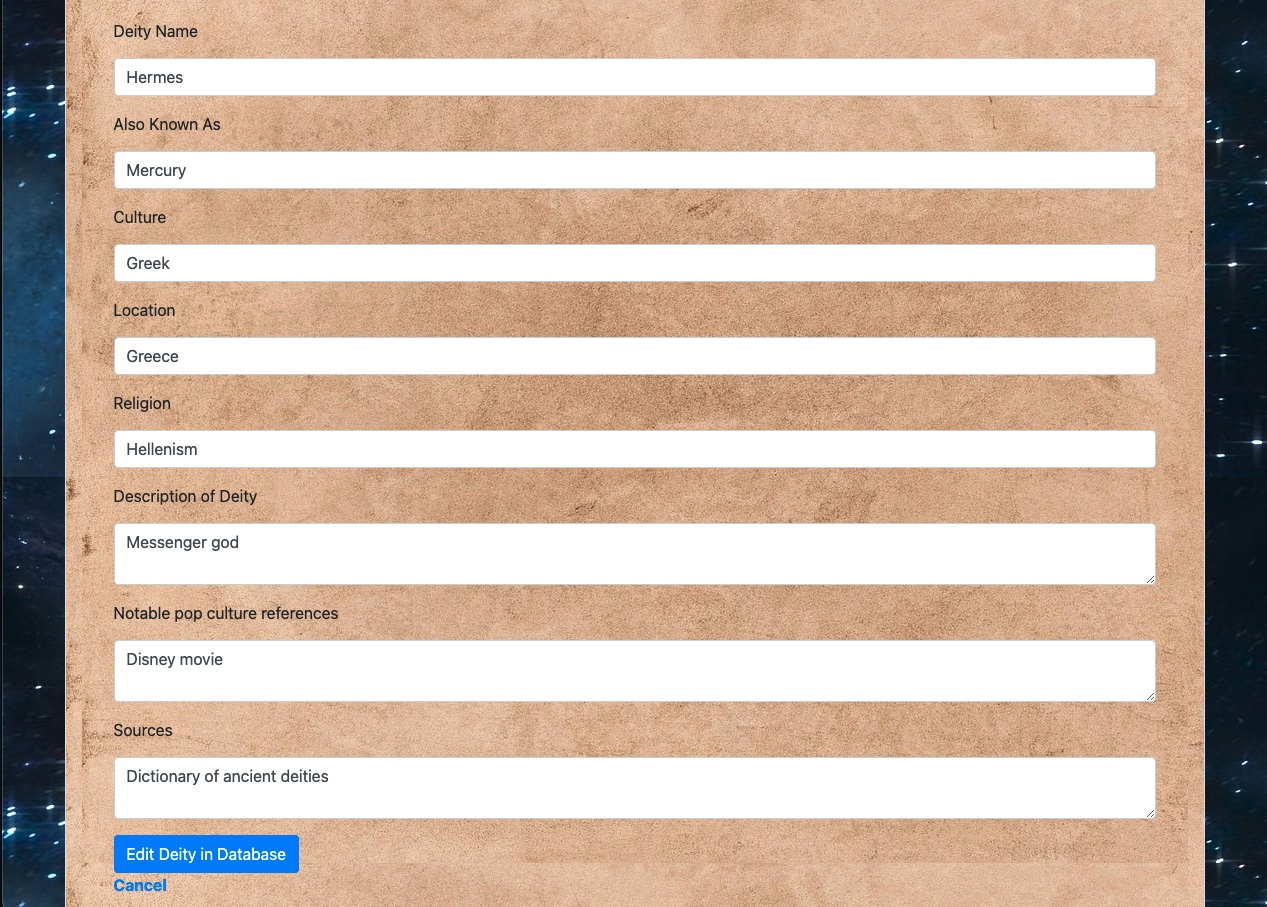 Deity Name
Hermes
Also Known As
Mercury
Culture
Greek
Location
Greece
Religion
Hellenism
Description of Deity
Messenger god
Notable pop culture references
Disney movie
Sources
Dictionary of ancient deities
Edit Deity in Database
Cancel